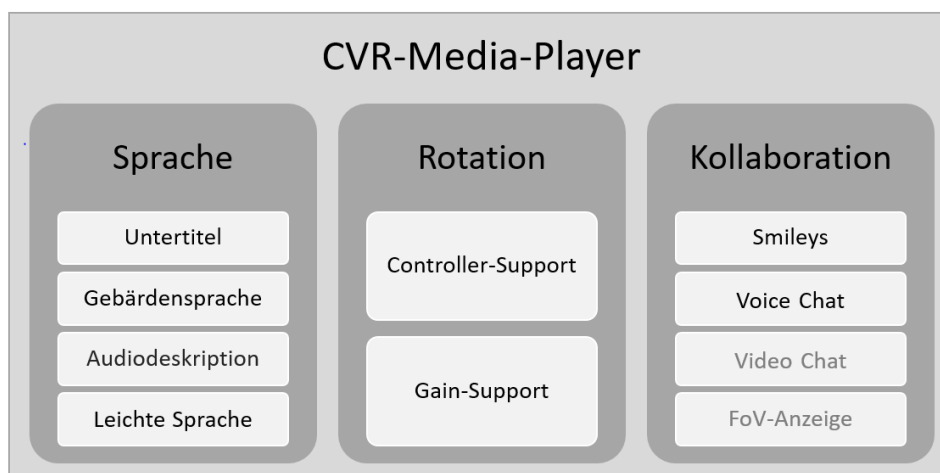 CVR-Media-Player
Sprache
Untertitel
Gebärdensprache
Audiodeskription
Leichte Sprache
Rotation
Controller-Support
Gain-Support
Kollaboration
Smileys
Voice Chat
Video Chat
FoV-Anzeige